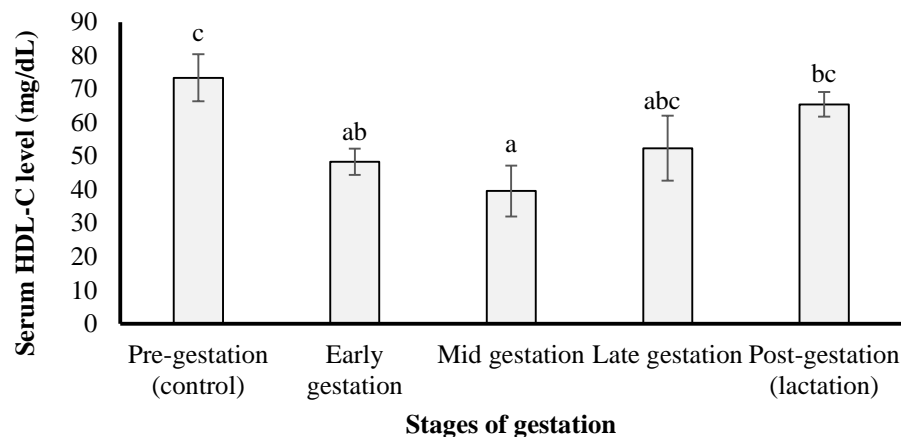 Serum HDL-C level (mg/dL)
90
80
70
60
50
40
30
20
10
0
c
ab
a
abc
bc
Pre-gestation
(control)
Early
gestation
Mid gestation
Late gestation
Post-gestation
(lactation)
Stages of gestation